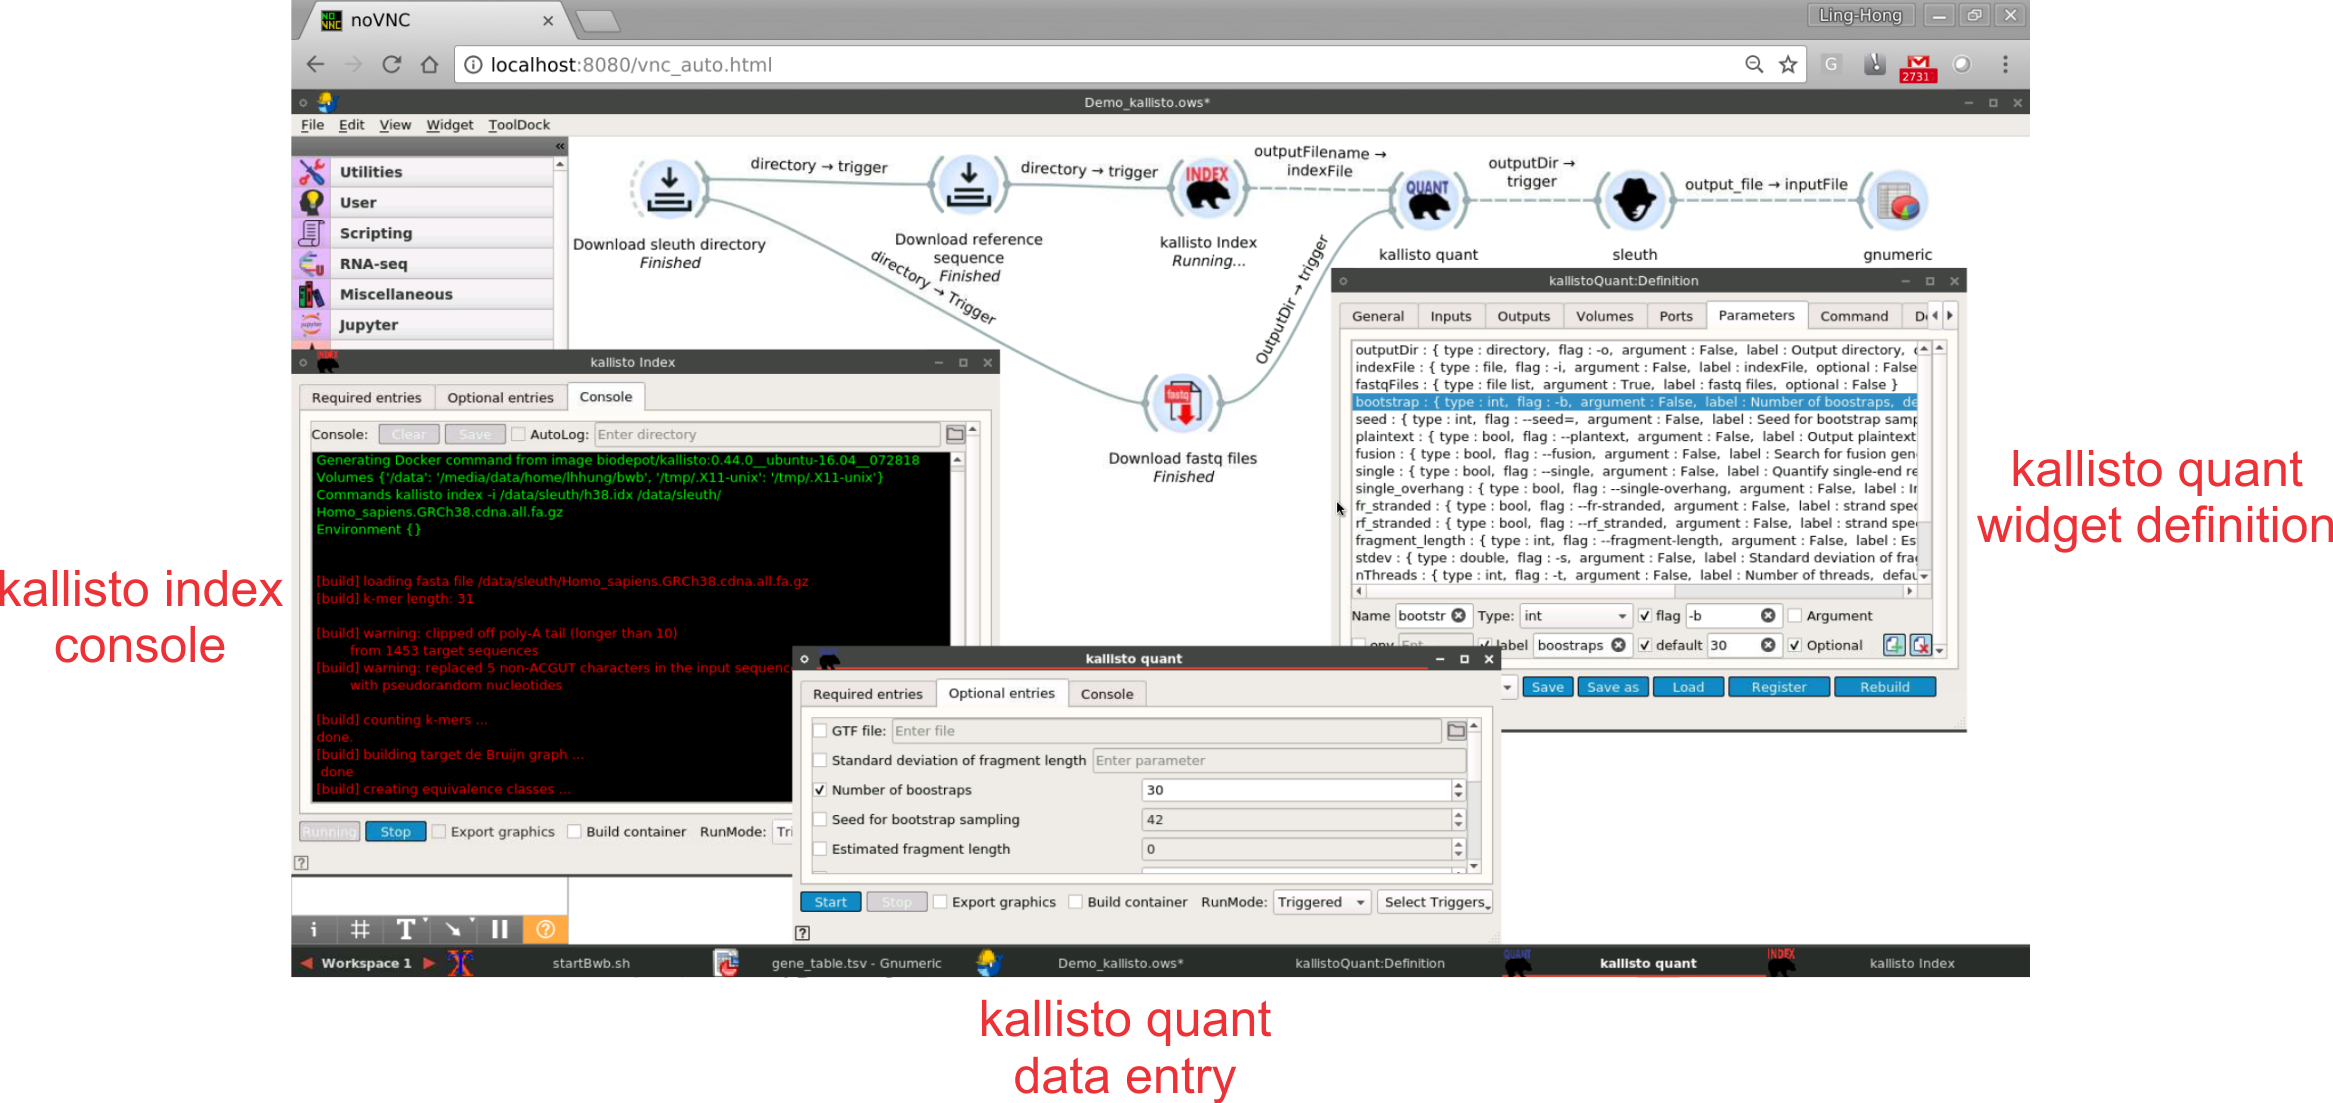 noVNC
Ling-Hong
localhost:8080/vnc_auto.html
G
2731
Demo_kallisto.ows*
File Edit View Widget ToolDock
Utilities
User
Scripting
RNA-seq
Miscellaneous
Jupyter
directory → trigger
directory → trigger
outputFilename →
indexFile
outputDir →
trigger
output_file → inputFile
INDEX
QUANT
Download sleuth directory
Finished
Download reference
sequence
Finished
kallisto Index
Running...
kallisto quant
sleuth
gnumeric
directory → Trigger
OutputDir → trigger
fastq
Download fastq files
Finished
kallistoQuant:Definition
General Inputs Outputs Volumes Ports Parameters Command
outputDir : { type : directory, flag : -o, argument : False, label : Output directory,
indexFile : { type : file, flag : -i, argument : False, label : indexFile, optional : False
fastqFiles : { type : file list, argument : True, label : fastq files, optional : False }
bootstrap : { type : int, flag : -b, argument : False, label : Number of boostraps, de
seed : { type : int, flag : --seed=, argument : False, label : Seed for bootstrap samp
plaintext : { type : bool, flag : --plantext, argument : False, label : Output plaintext
fusion : { type : bool, flag : --fusion, argument : False, label : Search for fusion gen
single : { type : bool, flag : --single, argument : False, label : Quantify single-end re
single_overhang : { type : bool, flag : --single-overhang, argument : False, label : Ir
fr_stranded : { type : bool, flag : --fr-stranded, argument : False, label : strand spec
rf_stranded : { type : bool, flag : --rf_stranded, argument : False, label : strand spec
fragment_length : { type : int, flag : --fragment-length, argument : False, label : Es
stdev : { type : double, flag : -s, argument : False, label : Standard deviation of frag
nThreads : { type : int, flag : -t, argument : False, label : Number of threads, defau
Name bootstr Type: int flag -b Argument
env Ent label boostraps default 30 Optional
Save Save as Load Register Rebuild
kallisto quant
widget definition
kallisto Index
Required entries Optional entries Console
Console: Clear Save AutoLog: Enter directory
Generating Docker command from image biodepot/kallisto:0.44.0__ubuntu-16.04__072818
Volumes {'/data': '/media/data/home/lhhung/bwb', '/tmp/.X11-unix': '/tmp/.X11-unix'}
Commands kallisto index -i /data/sleuth/h38.idx /data/sleuth/
Homo_sapiens.GRCh38.cdna.all.fa.gz
Environment {}
[build] loading fasta file /data/sleuth/Homo_sapiens.GRCh38.cdna.all.fa.gz
[build] k-mer length: 31
[build] warning: clipped off poly-A tail (longer than 10)
from 1453 target sequences
[build] warning: replaced 5 non-ACGUT characters in the input sequenc
with pseudorandom nucleotides
[build] counting k-mers ...
done.
[build] building target de Bruijn graph ...
done
[build] creating equivalence classes ...
Running Stop Export graphics Build container RunMode: Tri
kallisto index
console
kallisto quant
Required entries Optional entries Console
GTF file: Enter file
Standard deviation of fragment length Enter parameter
Number of boostraps 30
Seed for bootstrap sampling 42
Estimated fragment length 0
Start Stop Export graphics Build container RunMode: Triggered Select Triggers
Workspace 1 startBwb.sh gene_table.tsv - Gnumeric Demo_kallisto.ows* kallistoQuant:Definition QUANT kallisto quant INDEX kallisto Index
kallisto quant
data entry